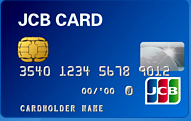 JCB CARD
3540 1234 5678 9012
00/'00
JCB
CARDHOLDER NAME